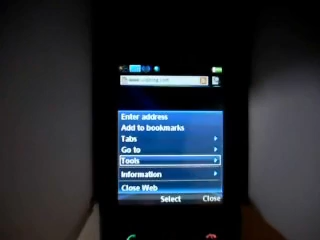 Enter address
Add to bookmarks
Tabs
Go to
Tools
Information
Close Web
Select Close